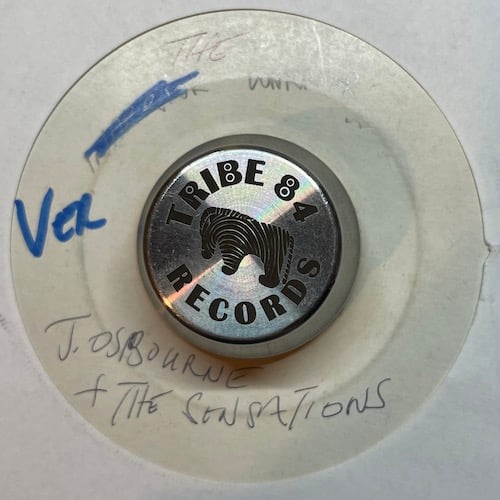 THE
VER
TRIBE 84
RECORDS
J. OSBOURNE
+ THE SENSATIONS